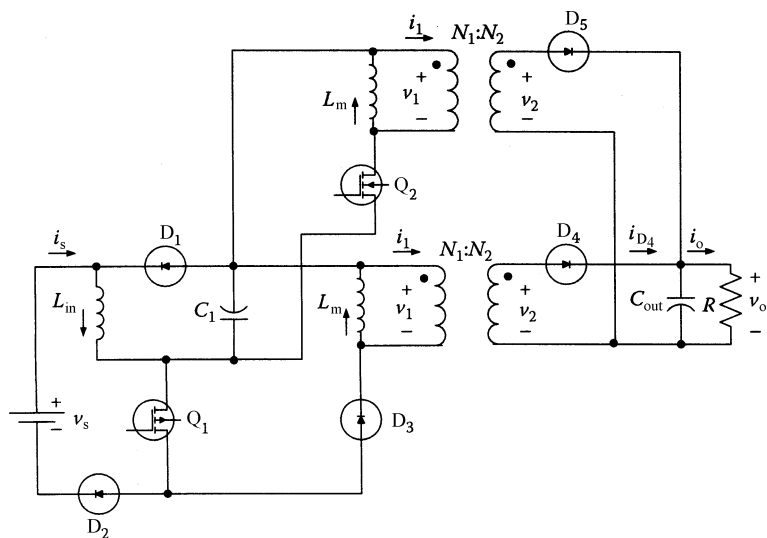 i1 N1:N2 D5
Lm + v1 − + v2 −
Q2
is D1 i1 N1:N2 D4 iD4 io
Lin C1 Lm + v1 − + v2 − Cout R + vo −
+ vs − Q1 D3
D2